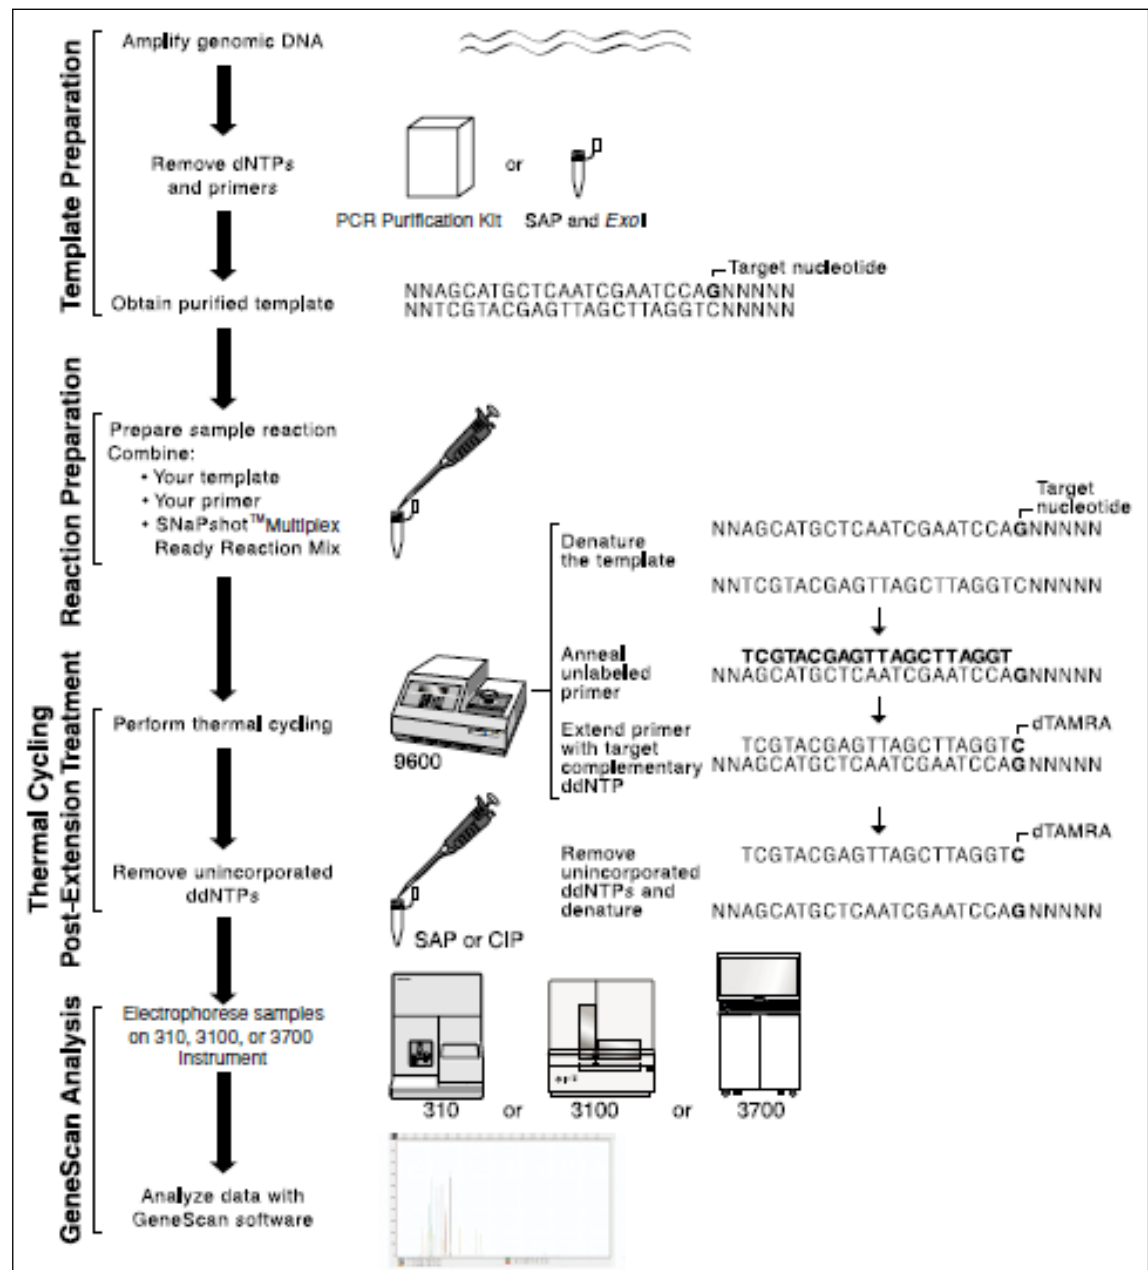 Template Preparation
Amplify genomic DNA
Remove dNTPs
and primers
PCR Purification Kit
or
SAP and ExoI
Obtain purified template
Target nucleotide
NNAGCATGCTCAATCGAATCCAGNNNNN
NNTCGTACGAGTTAGCTTAGGTCNNNNN
Reaction Preparation
Prepare sample reaction
Combine:
• Your template
• Your primer
• SNaPshot™ Multiplex
Ready Reaction Mix
Thermal Cycling
Post-Extension Treatment
Perform thermal cycling
9600
Denature
the template
Target
nucleotide
NNAGCATGCTCAATCGAATCCAGNNNNN
NNTCGTACGAGTTAGCTTAGGTCNNNNN
Anneal
unlabeled
primer
TCGTACGAGTTAGCTTAGGT
NNAGCATGCTCAATCGAATCCAGNNNNN
Extend primer
with target
complementary
ddNTP
dTAMRA
TCGTACGAGTTAGCTTAGGTC
NNAGCATGCTCAATCGAATCCAGNNNNN
Remove unincorporated
ddNTPs
SAP or CIP
Remove
unincorporated
ddNTPs and
denature
dTAMRA
TCGTACGAGTTAGCTTAGGTC
NNAGCATGCTCAATCGAATCCAGNNNNN
GeneScan Analysis
Electrophorese samples
on 310, 3100, or 3700
Instrument
310 or 3100 or 3700
Analyze data with
GeneScan software